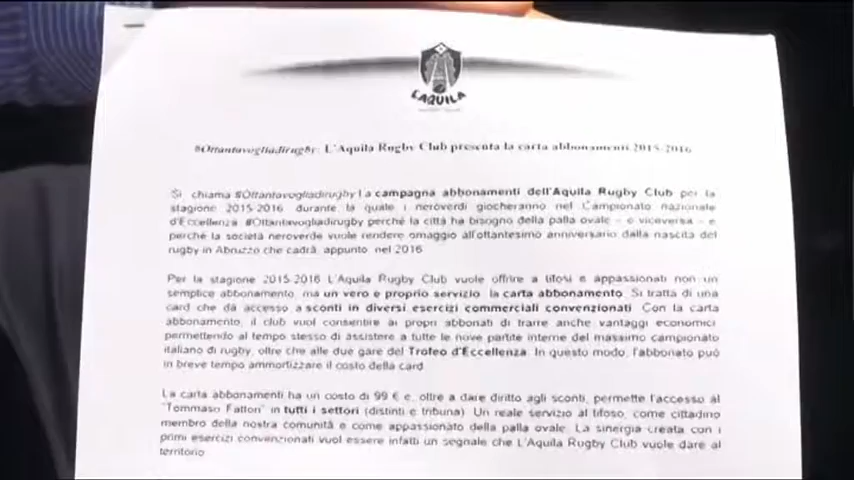 L'AQUILA
#Ottantavogliadirugby: L'Aquila Rugby Club presenta la carta abbonamenti 2015-2016
Si chiama #Ottantavogliadirugby la campagna abbonamenti dell'Aquila Rugby Club per la
stagione 2015-2016 durante la quale i neroverdi giocheranno nel Campionato nazionale
d'Eccellenza. #Ottantavogliadirugby perché la città ha bisogno della palla ovale – e viceversa – e
perché la società neroverde vuole rendere omaggio all'ottantesimo anniversario dalla nascita del
rugby in Abruzzo che cadrà, appunto, nel 2016.
Per la stagione 2015-2016 L'Aquila Rugby Club vuole offrire a tifosi e appassionati non un
semplice abbonamento, ma un vero e proprio servizio: la carta abbonamento. Si tratta di una
card che dà accesso a sconti in diversi esercizi commerciali convenzionati. Con la carta
abbonamento, il club vuol consentire ai propri abbonati di trarre anche vantaggi economici,
permettendo al tempo stesso di assistere a tutte le nove partite interne del massimo campionato
italiano di rugby, oltre che alle due gare del Trofeo d'Eccellenza. In questo modo, l'abbonato può
in breve tempo ammortizzare il costo della card.
La carta abbonamenti ha un costo di 99 € e, oltre a dare diritto agli sconti, permette l'accesso al
"Tommaso Fattori" in tutti i settori (distinti e tribuna). Un reale servizio al tifoso, come cittadino
membro della nostra comunità e come appassionato della palla ovale. La sinergia creata con i
primi esercizi convenzionati vuol essere infatti un segnale che L'Aquila Rugby Club vuole dare al
territorio.